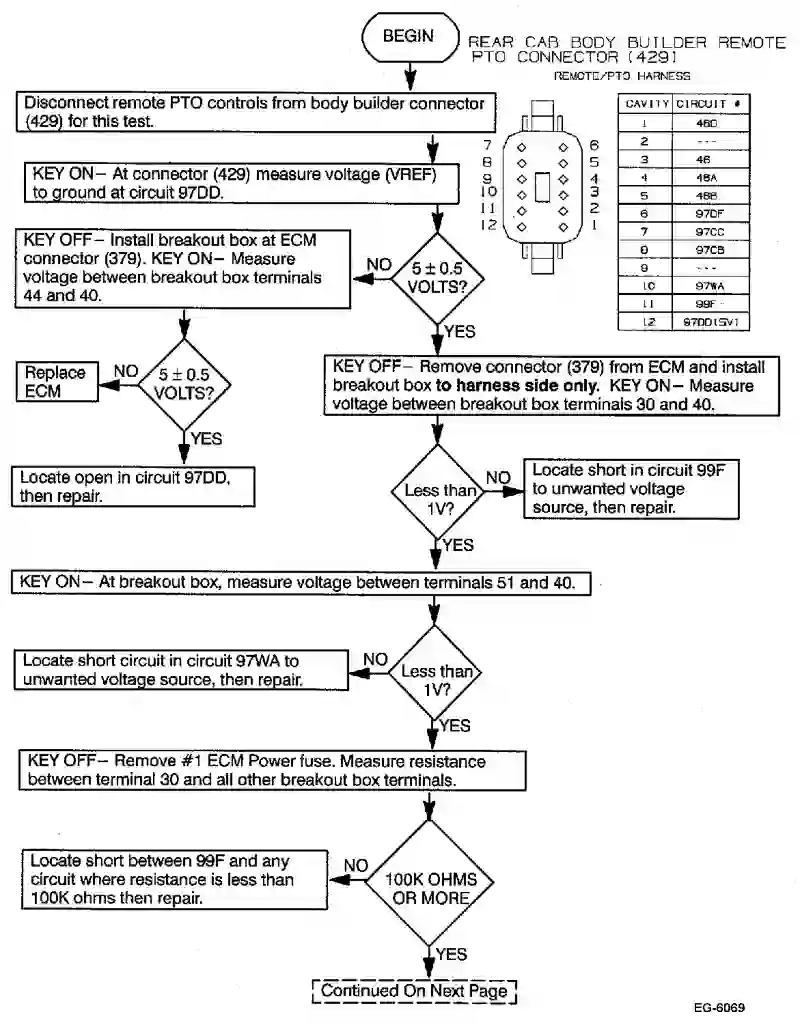 BEGIN
REAR CAB BODY BUILDER REMOTE
PTO CONNECTOR (429)
REMOTE/PTO HARNESS
Disconnect remote PTO controls from body builder connector
(429) for this test.
KEY ON– At connector (429) measure voltage (VREF)
to ground at circuit 97DD.
7 6
8 5
9 4
10 3
11 2
12 1
CAVITY CIRCUIT #
1 48C
2 ---
3 46
4 48A
5 48B
6 97DF
7 97CC
8 97CB
9 ---
10 97WA
11 99F
12 97DD(5V)
KEY OFF– Install breakout box at ECM
connector (379). KEY ON– Measure
voltage between breakout box terminals
44 and 40.
NO
5 ± 0.5
VOLTS?
YES
Replace
ECM
NO
5 ± 0.5
VOLTS?
YES
Locate open in circuit 97DD,
then repair.
KEY OFF– Remove connector (379) from ECM and install
breakout box to harness side only. KEY ON– Measure
voltage between breakout box terminals 30 and 40.
Less than
1V?
NO
Locate short in circuit 99F
to unwanted voltage
source, then repair.
YES
KEY ON– At breakout box, measure voltage between terminals 51 and 40.
Locate short circuit in circuit 97WA to
unwanted voltage source, then repair.
NO
Less than
1V?
YES
KEY OFF– Remove #1 ECM Power fuse. Measure resistance
between terminal 30 and all other breakout box terminals.
Locate short between 99F and any
circuit where resistance is less than
100K ohms then repair.
NO
100K OHMS
OR MORE
YES
Continued On Next Page
EG-6069